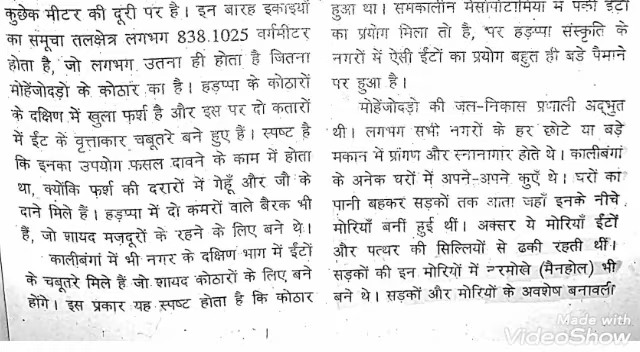 कुछेक मीटर की दूरी पर है। इन बारह इकाइयों
का समूचा तलक्षेत्र लगभग 838.1025 वर्गमीटर
होता है, जो लगभग उतना ही होता है जितना
मोहेंजोदड़ो के कोठार का है। हड़प्पा के कोठारों
के दक्षिण में खुला फर्श है और इस पर दो कतारों
में ईंट के वृत्ताकार चबूतरे बने हुए हैं। स्पष्ट है
कि इनका उपयोग फसल दावने के काम में होता
था, क्योंकि फर्श की दरारों में गेहूँ और जौ के
दाने मिले हैं। हड़प्पा में दो कमरों वाले बैरक भी
हैं, जो शायद मज़दूरों के रहने के लिए बने थे।
कालीबंगां में भी नगर के दक्षिण भाग में ईंटों
के चबूतरे मिले हैं जो शायद कोठारों के लिए बने
होंगे। इस प्रकार यह स्पष्ट होता है कि कोठार
हुआ था। समकालीन मेसोपोटामिया में पक्की ईंटों
का प्रयोग मिला तो है, पर हड़प्पा संस्कृति के
नगरों में ऐसी ईंटों का प्रयोग बहुत ही बड़े पैमाने
पर हुआ है।
मोहेंजोदड़ो की जल-निकास प्रणाली अद्भुत
थी। लगभग सभी नगरों के हर छोटे या बड़े
मकान में प्रांगण और स्नानागार होते थे। कालीबंगां
के अनेक घरों में अपने-अपने कुएँ थे। घरों का
पानी बहकर सड़कों तक आता जहाँ इनके नीचे
मोरियाँ बनीं हुई थीं। अक्सर ये मोरियाँ ईंटों
और पत्थर की सिल्लियों से ढकी रहती थीं।
सड़कों की इन मोरियों में नरमोखे (मैनहोल) भी
बने थे। सड़कों और मोरियों के अवशेष बनावली
Made with
VideoShow